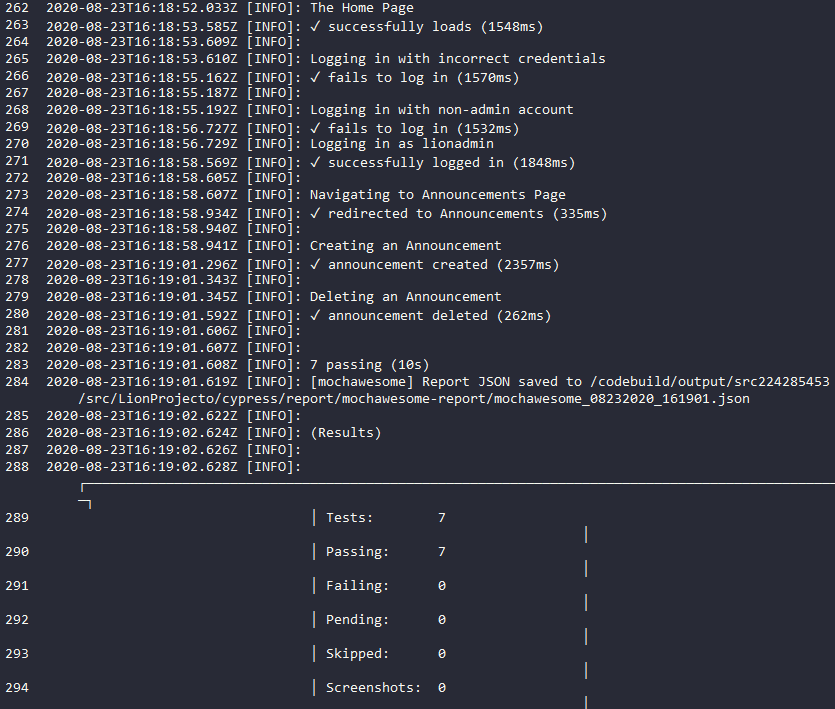 262 2020-08-23T16:18:52.033Z [INFO]: The Home Page
263 2020-08-23T16:18:53.585Z [INFO]: ✓ successfully loads (1548ms)
264 2020-08-23T16:18:53.609Z [INFO]:
265 2020-08-23T16:18:53.610Z [INFO]: Logging in with incorrect credentials
266 2020-08-23T16:18:55.162Z [INFO]: ✓ fails to log in (1570ms)
267 2020-08-23T16:18:55.187Z [INFO]:
268 2020-08-23T16:18:55.192Z [INFO]: Logging in with non-admin account
269 2020-08-23T16:18:56.727Z [INFO]: ✓ fails to log in (1532ms)
270 2020-08-23T16:18:56.729Z [INFO]: Logging in as lionadmin
271 2020-08-23T16:18:58.569Z [INFO]: ✓ successfully logged in (1848ms)
272 2020-08-23T16:18:58.605Z [INFO]:
273 2020-08-23T16:18:58.607Z [INFO]: Navigating to Announcements Page
274 2020-08-23T16:18:58.934Z [INFO]: ✓ redirected to Announcements (335ms)
275 2020-08-23T16:18:58.940Z [INFO]:
276 2020-08-23T16:18:58.941Z [INFO]: Creating an Announcement
277 2020-08-23T16:19:01.296Z [INFO]: ✓ announcement created (2357ms)
278 2020-08-23T16:19:01.343Z [INFO]:
279 2020-08-23T16:19:01.345Z [INFO]: Deleting an Announcement
280 2020-08-23T16:19:01.592Z [INFO]: ✓ announcement deleted (262ms)
281 2020-08-23T16:19:01.606Z [INFO]:
282 2020-08-23T16:19:01.607Z [INFO]:
283 2020-08-23T16:19:01.608Z [INFO]: 7 passing (10s)
284 2020-08-23T16:19:01.619Z [INFO]: [mochawesome] Report JSON saved to /codebuild/output/src224285453
/src/LionProjecto/cypress/report/mochawesome-report/mochawesome_08232020_161901.json
285 2020-08-23T16:19:02.622Z [INFO]:
286 2020-08-23T16:19:02.624Z [INFO]: (Results)
287 2020-08-23T16:19:02.626Z [INFO]:
288 2020-08-23T16:19:02.628Z [INFO]:
289 │ Tests: 7
290 │ Passing: 7
291 │ Failing: 0
292 │ Pending: 0
293 │ Skipped: 0
294 │ Screenshots: 0